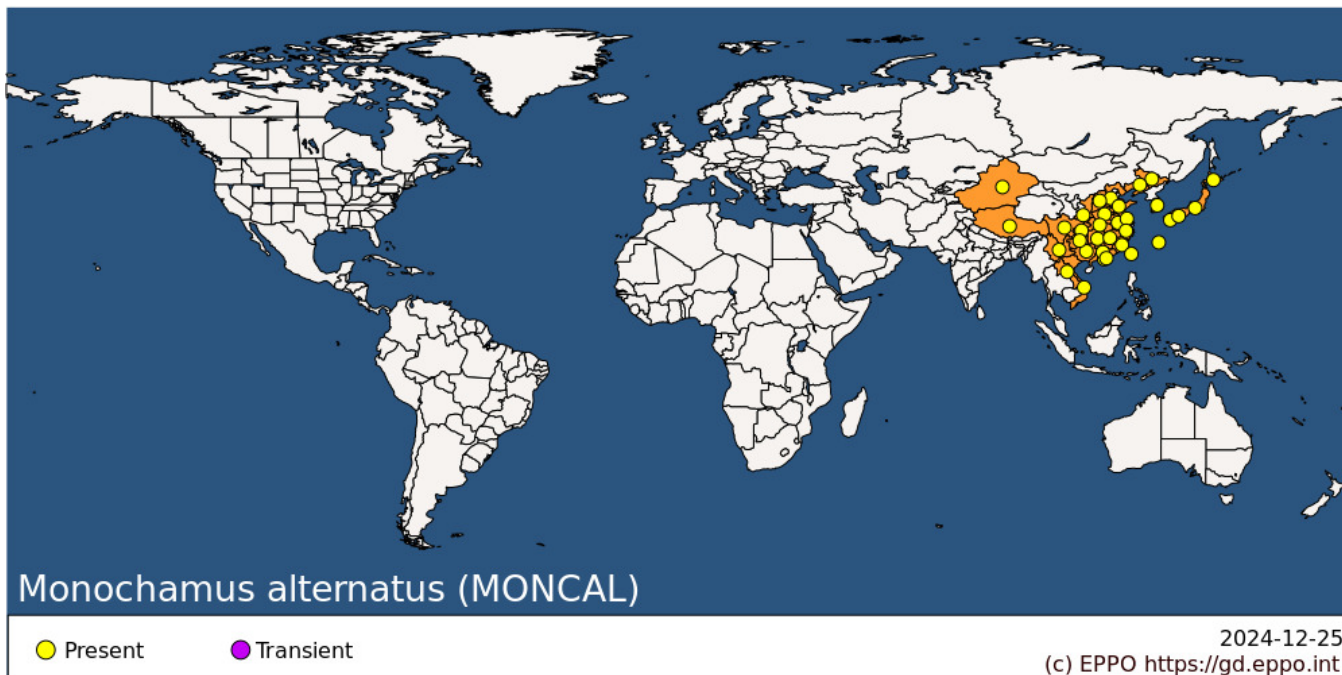 Monochamus alternatus (MONCAL)
Present
Transient
2024-12-25
(c) EPPO https://gd.eppo.int